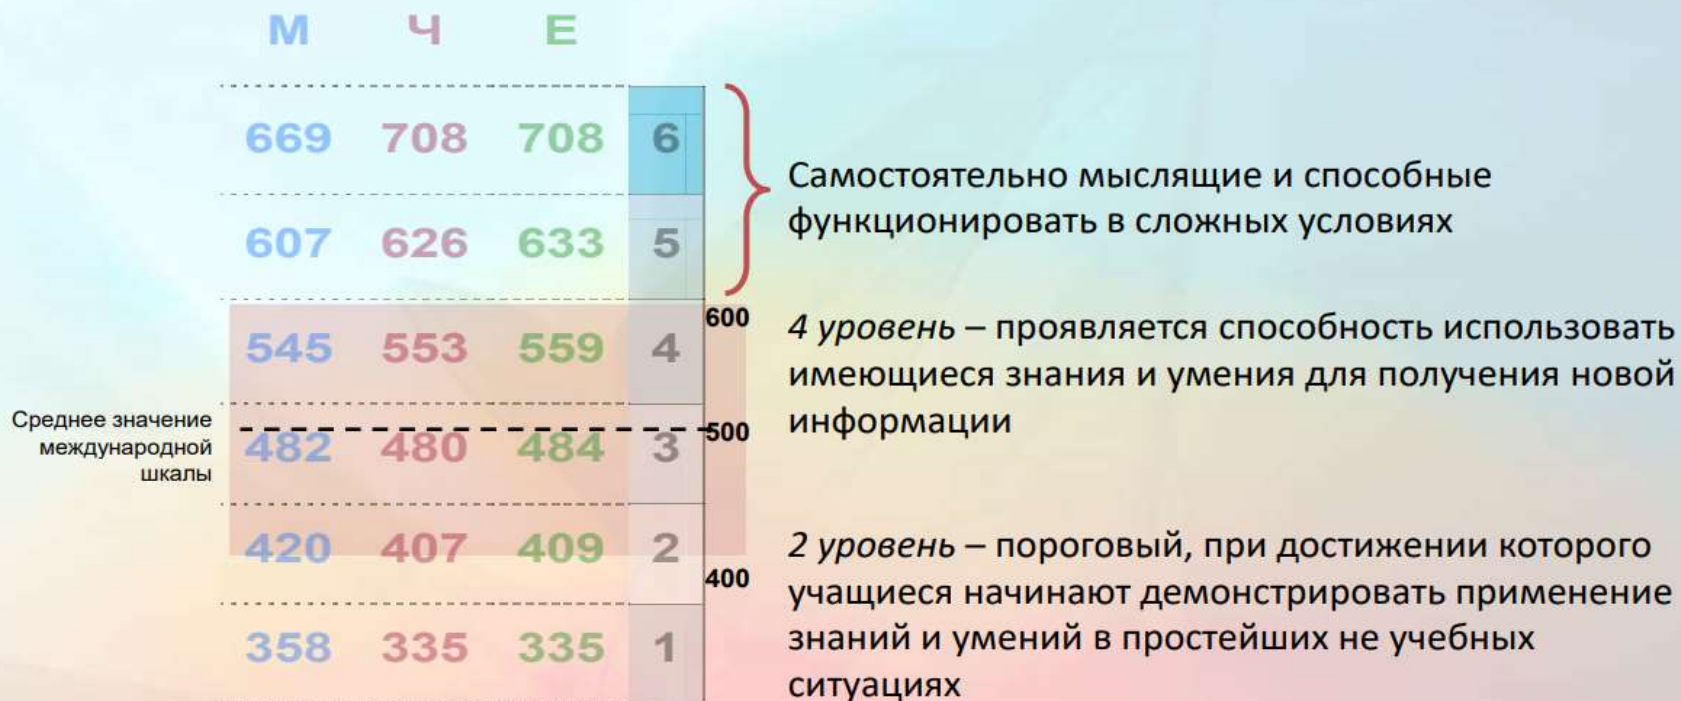 М Ч Е
669 708 708 6
Самостоятельно мыслящие и способные
функционировать в сложных условиях
607 626 633 5
600
4 уровень – проявляется способность использовать
имеющиеся знания и умения для получения новой
информации
545 553 559 4
Среднее значение
международной
шкалы
500
482 480 484 3
420 407 409 2
400
2 уровень – пороговый, при достижении которого
учащиеся начинают демонстрировать применение
знаний и умений в простейших не учебных
ситуациях
358 335 335 1